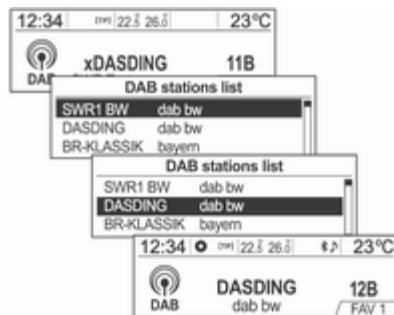 12:34 [TP] 22.5 26.0 23°C
xDASDING 11B
DAB
DAB stations list
SWR1 BW dab bw
DASDING dab bw
BR-KLASSIK bayern
DAB stations list
SWR1 BW dab bw
DASDING dab bw
BR-KLASSIK bayern
12:34 [TP] 22.5 26.0 23°C
DASDING 12B
DAB dab bw FAV 1